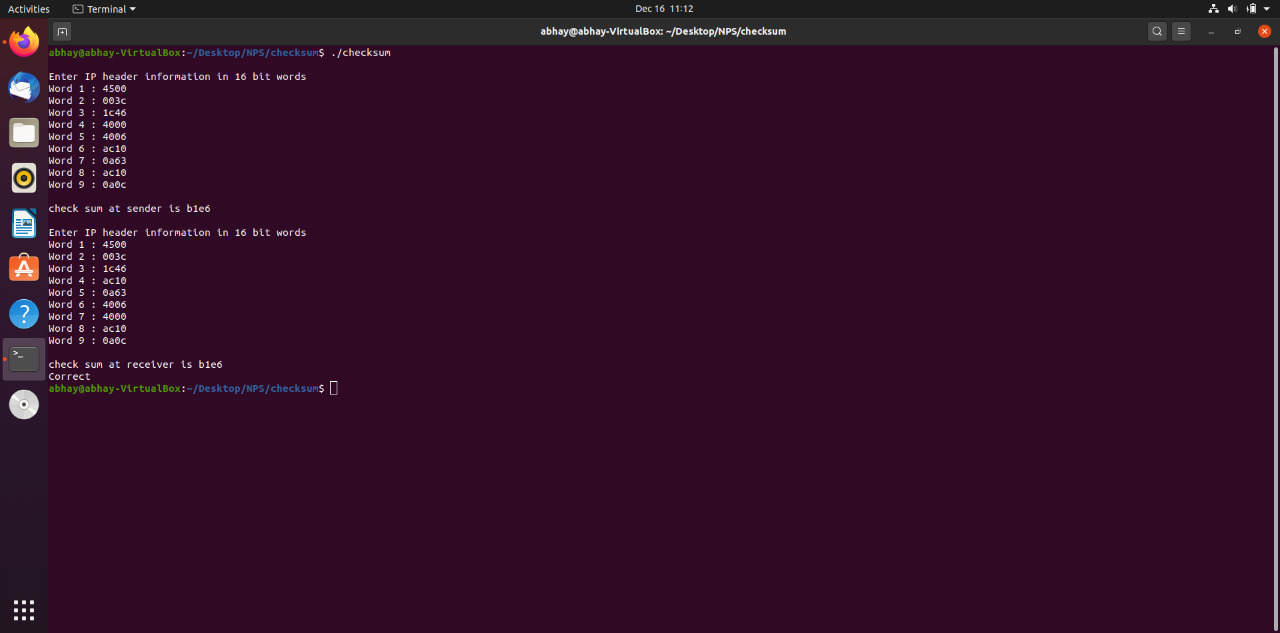 Activities Terminal Dec 16 11:12
abhay@abhay-VirtualBox: ~/Desktop/NPS/checksum
abhay@abhay-VirtualBox:~/Desktop/NPS/checksum$ ./checksum
Enter IP header information in 16 bit words
Word 1 : 4500
Word 2 : 003c
Word 3 : 1c46
Word 4 : 4000
Word 5 : 4006
Word 6 : ac10
Word 7 : 0a63
Word 8 : ac10
Word 9 : 0a0c
check sum at sender is b1e6
Enter IP header information in 16 bit words
Word 1 : 4500
Word 2 : 003c
Word 3 : 1c46
Word 4 : ac10
Word 5 : 0a63
Word 6 : 4006
Word 7 : 4000
Word 8 : ac10
Word 9 : 0a0c
check sum at receiver is b1e6
Correct
abhay@abhay-VirtualBox:~/Desktop/NPS/checksum$